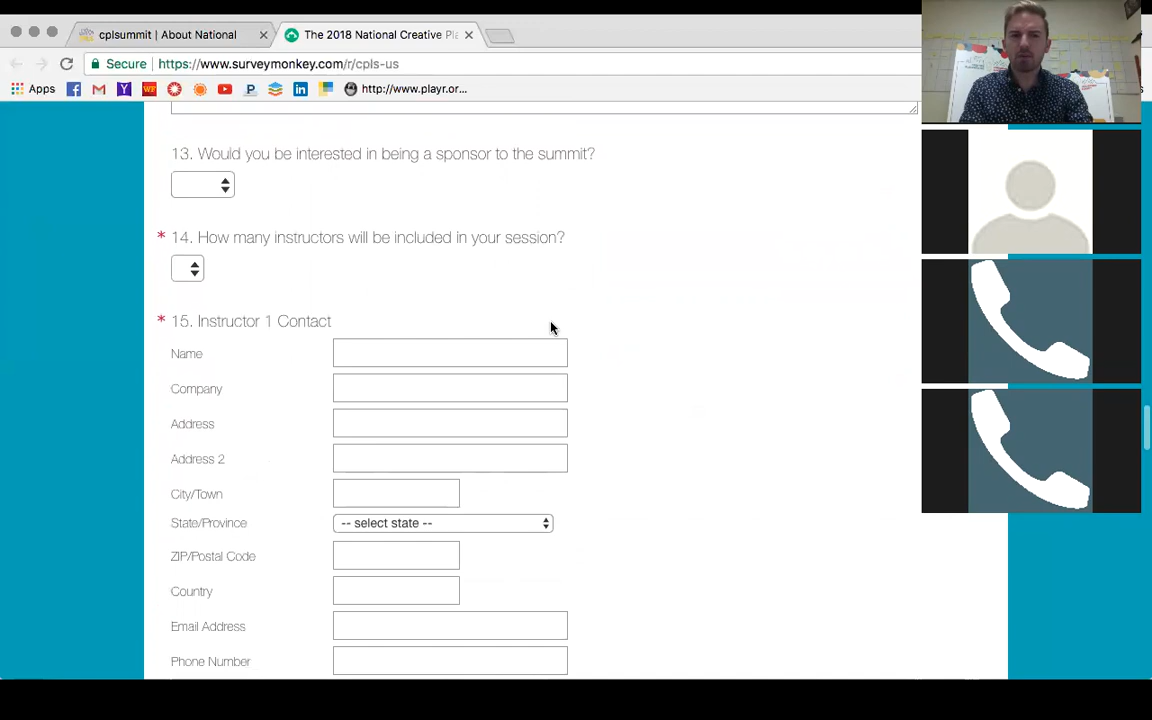 cplsummit | About National
The 2018 National Creative Pl
Secure https://www.surveymonkey.com/r/cpls-us
Apps
http://www.playr.or...
13. Would you be interested in being a sponsor to the summit?
* 14. How many instructors will be included in your session?
* 15. Instructor 1 Contact
Name
Company
Address
Address 2
City/Town
State/Province
-- select state --
ZIP/Postal Code
Country
Email Address
Phone Number